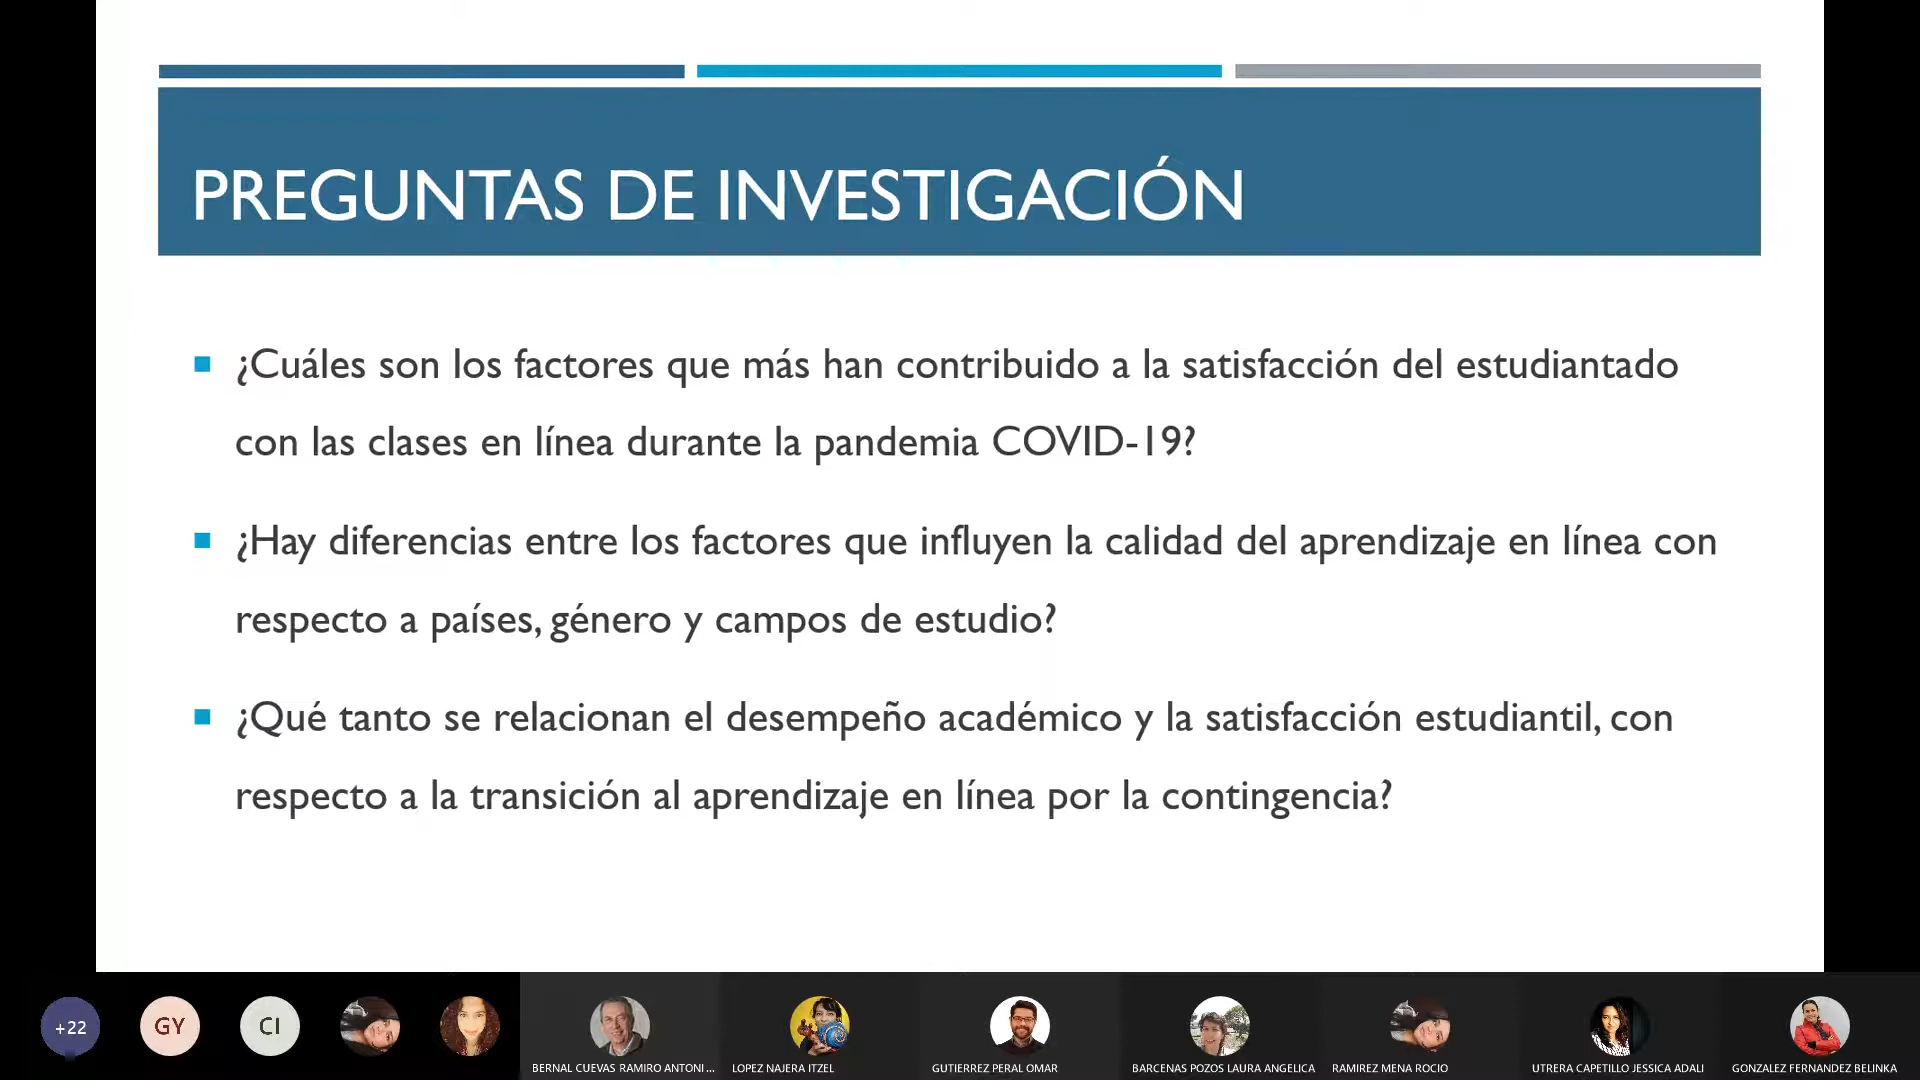 PREGUNTAS DE INVESTIGACIÓN
¿Cuáles son los factores que más han contribuido a la satisfacción del estudiantado
con las clases en línea durante la pandemia COVID-19?
¿Hay diferencias entre los factores que influyen la calidad del aprendizaje en línea con
respecto a países, género y campos de estudio?
¿Qué tanto se relacionan el desempeño académico y la satisfacción estudiantil, con
respecto a la transición al aprendizaje en línea por la contingencia?
+22
GY
CI
BERNAL CUEVAS RAMIRO ANTONI...
LOPEZ NAJERA ITZEL
GUTIERREZ PERAL OMAR
BARCENAS POZOS LAURA ANGELICA
RAMIREZ MENA ROCIO
UTRERA CAPETILLO JESSICA ADALI
GONZALEZ FERNANDEZ BELINKA